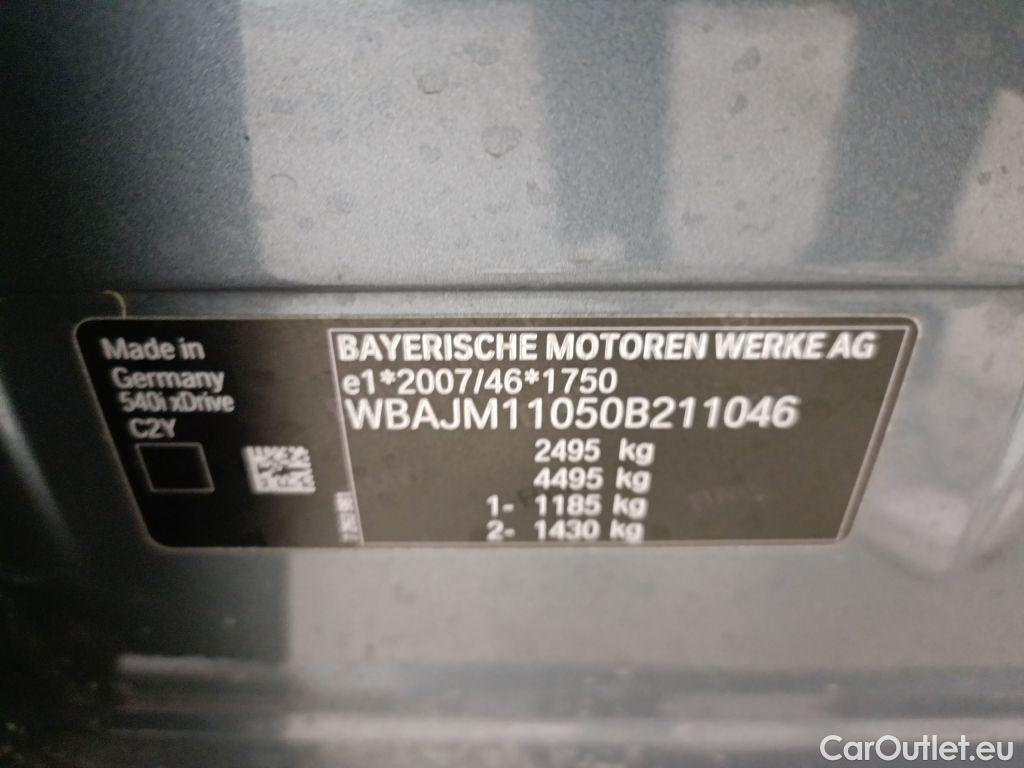 Made in
Germany
540i xDrive
C2Y
BAYERISCHE MOTOREN WERKE AG
e1*2007/46*1750
WBAJM11050B211046
2495 kg
4495 kg
1- 1185 kg
2- 1430 kg
CarOutlet.eu